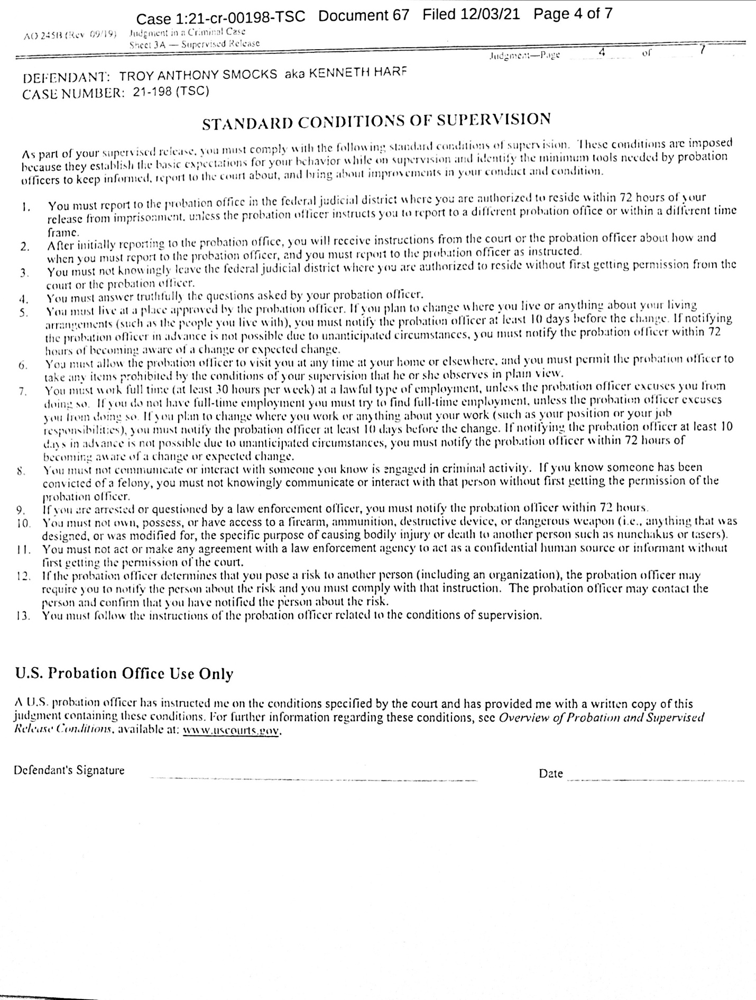 Case 1:21-cr-00198-TSC Document 67 Filed 12/03/21 Page 4 of 7
AO 245B (Rev 09/19) Judgment in a Criminal Case
Sheet 3A — Supervised Release
Judgment—Page 4 of 7
DEFENDANT: TROY ANTHONY SMOCKS aka KENNETH HARF
CASE NUMBER: 21-198 (TSC)
STANDARD CONDITIONS OF SUPERVISION
As part of your supervised release, you must comply with the following standard conditions of supervision. These conditions are imposed
because they establish the basic expectations for your behavior while on supervision and identify the minimum tools needed by probation
officers to keep informed, report to the court about, and bring about improvements in your conduct and condition.
1. You must report to the probation office in the federal judicial district where you are authorized to reside within 72 hours of your
release from imprisonment, unless the probation officer instructs you to report to a different probation office or within a different time
frame.
2. After initially reporting to the probation office, you will receive instructions from the court or the probation officer about how and
when you must report to the probation officer, and you must report to the probation officer as instructed.
3. You must not knowingly leave the federal judicial district where you are authorized to reside without first getting permission from the
court or the probation officer.
4. You must answer truthfully the questions asked by your probation officer.
5. You must live at a place approved by the probation officer. If you plan to change where you live or anything about your living
arrangements (such as the people you live with), you must notify the probation officer at least 10 days before the change. If notifying
the probation officer in advance is not possible due to unanticipated circumstances, you must notify the probation officer within 72
hours of becoming aware of a change or expected change.
6. You must allow the probation officer to visit you at any time at your home or elsewhere, and you must permit the probation officer to
take any items prohibited by the conditions of your supervision that he or she observes in plain view.
7. You must work full time (at least 30 hours per week) at a lawful type of employment, unless the probation officer excuses you from
doing so. If you do not have full-time employment you must try to find full-time employment, unless the probation officer excuses
you from doing so. If you plan to change where you work or anything about your work (such as your position or your job
responsibilities), you must notify the probation officer at least 10 days before the change. If notifying the probation officer at least 10
days in advance is not possible due to unanticipated circumstances, you must notify the probation officer within 72 hours of
becoming aware of a change or expected change.
8. You must not communicate or interact with someone you know is engaged in criminal activity. If you know someone has been
convicted of a felony, you must not knowingly communicate or interact with that person without first getting the permission of the
probation officer.
9. If you are arrested or questioned by a law enforcement officer, you must notify the probation officer within 72 hours.
10. You must not own, possess, or have access to a firearm, ammunition, destructive device, or dangerous weapon (i.e., anything that was
designed, or was modified for, the specific purpose of causing bodily injury or death to another person such as nunchakus or tasers).
11. You must not act or make any agreement with a law enforcement agency to act as a confidential human source or informant without
first getting the permission of the court.
12. If the probation officer determines that you pose a risk to another person (including an organization), the probation officer may
require you to notify the person about the risk and you must comply with that instruction. The probation officer may contact the
person and confirm that you have notified the person about the risk.
13. You must follow the instructions of the probation officer related to the conditions of supervision.
U.S. Probation Office Use Only
A U.S. probation officer has instructed me on the conditions specified by the court and has provided me with a written copy of this
judgment containing these conditions. For further information regarding these conditions, see Overview of Probation and Supervised
Release Conditions, available at: www.uscourts.gov.
Defendant's Signature Date